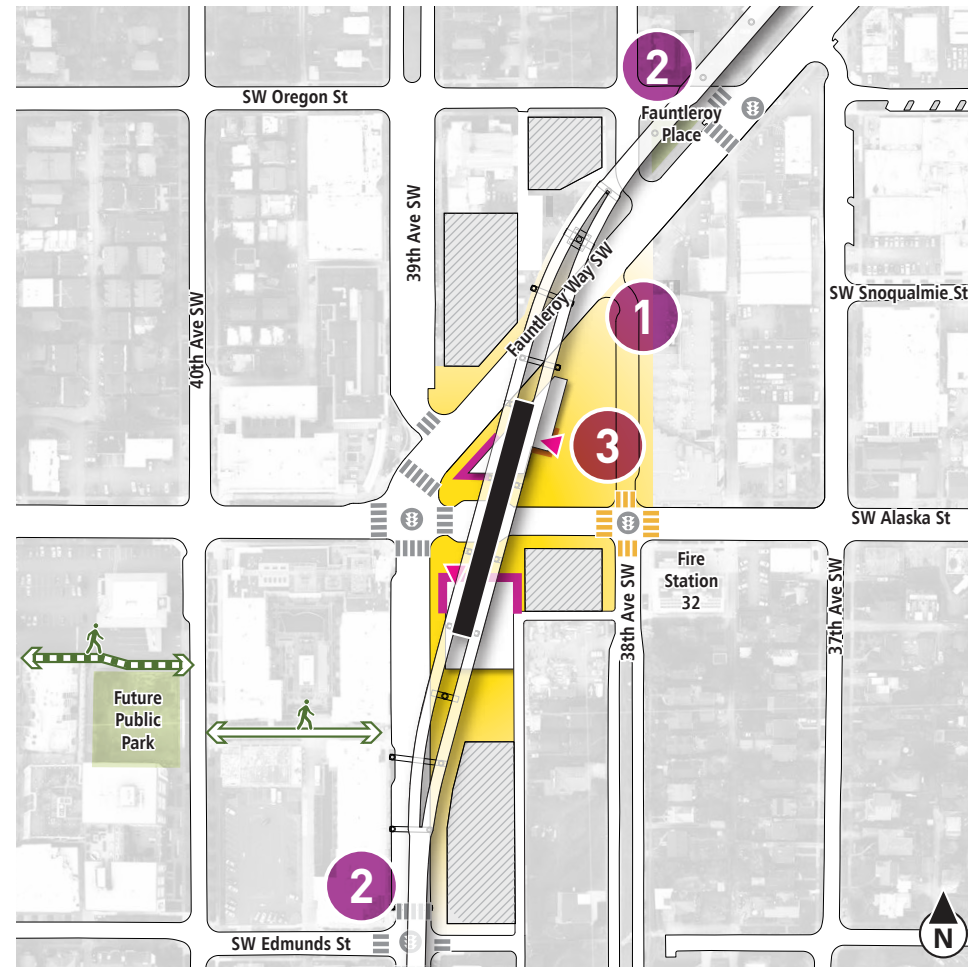 2
SW Oregon St
Fauntleroy
Place
39th Ave SW
40th Ave SW
Fauntleroy Way SW
SW Snoqualmie St
1
3
SW Alaska St
Fire
Station
32
38th Ave SW
37th Ave SW
Future
Public
Park
2
SW Edmunds St
N